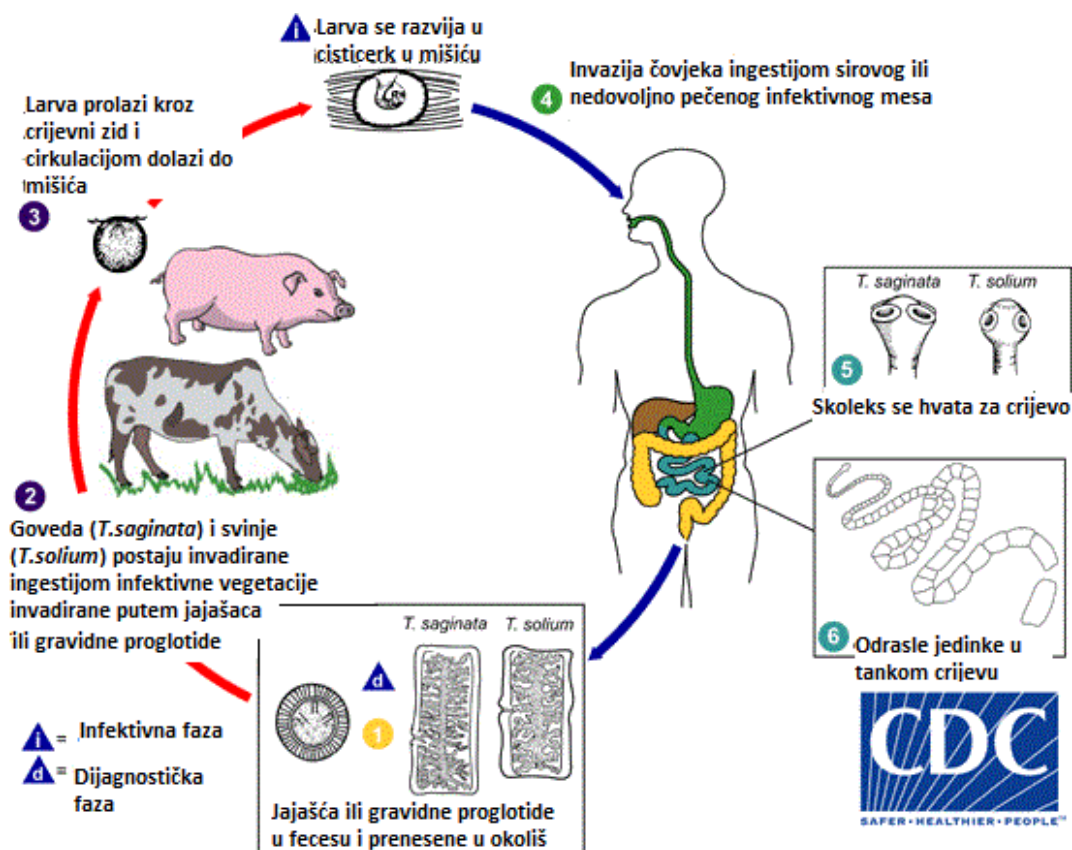 i
Larva se razvija u
cisticerk u mišiću
4
Invazija čovjeka ingestijom sirovog ili
nedovoljno pečenog infektivnog mesa
Larva prolazi kroz
crijevni zid i
cirkulacijom dolazi do
mišića
3
T. saginata T. solium
5
Skoleks se hvata za crijevo
2
Goveda (T.saginata) i svinje
(T.solium) postaju invadirane
ingestijom infektivne vegetacije
invadirane putem jajašaca
ili gravidne proglotide
6
Odrasle jedinke u
tankom crijevu
T. saginata T. solium
d
1
Jajašća ili gravidne proglotide
u fecesu i prenesene u okoliš
i = Infektivna faza
d = Dijagnostička
faza
CDC
SAFER·HEALTHIER·PEOPLE™